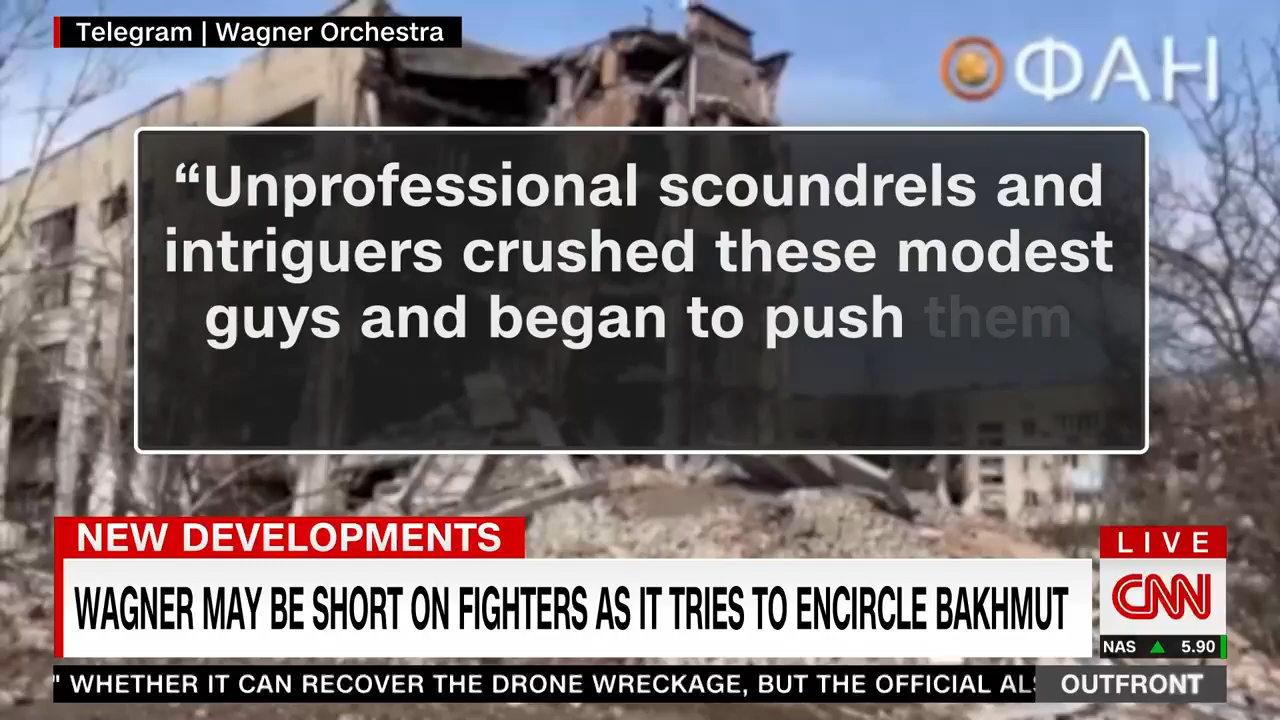 Telegram | Wagner Orchestra
ФАН
“Unprofessional scoundrels and
intriguers crushed these modest
guys and began to push them
NEW DEVELOPMENTS
WAGNER MAY BE SHORT ON FIGHTERS AS IT TRIES TO ENCIRCLE BAKHMUT
LIVE
CNN
NAS ▲ 5.90
" WHETHER IT CAN RECOVER THE DRONE WRECKAGE, BUT THE OFFICIAL ALS
OUTFRONT